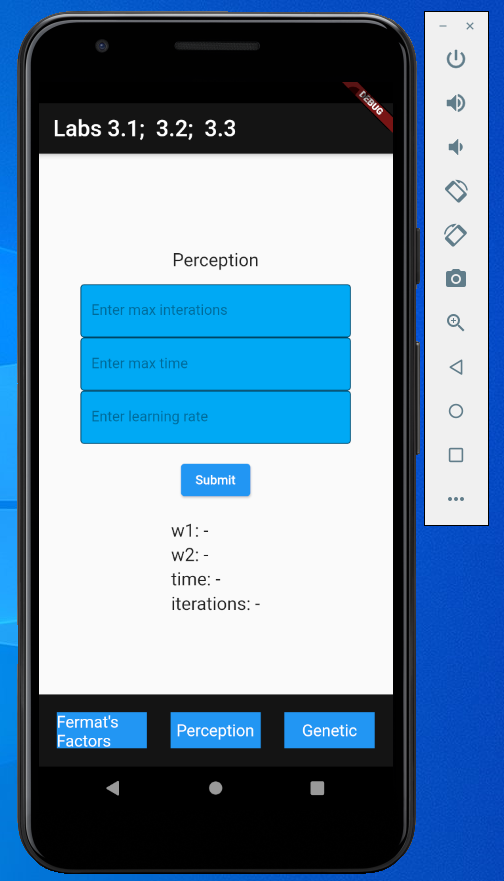 DEBUG
Labs 3.1; 3.2; 3.3
Perception
Enter max interations
Enter max time
Enter learning rate
Submit
w1: -
w2: -
time: -
iterations: -
Fermat's
Factors
Perception
Genetic